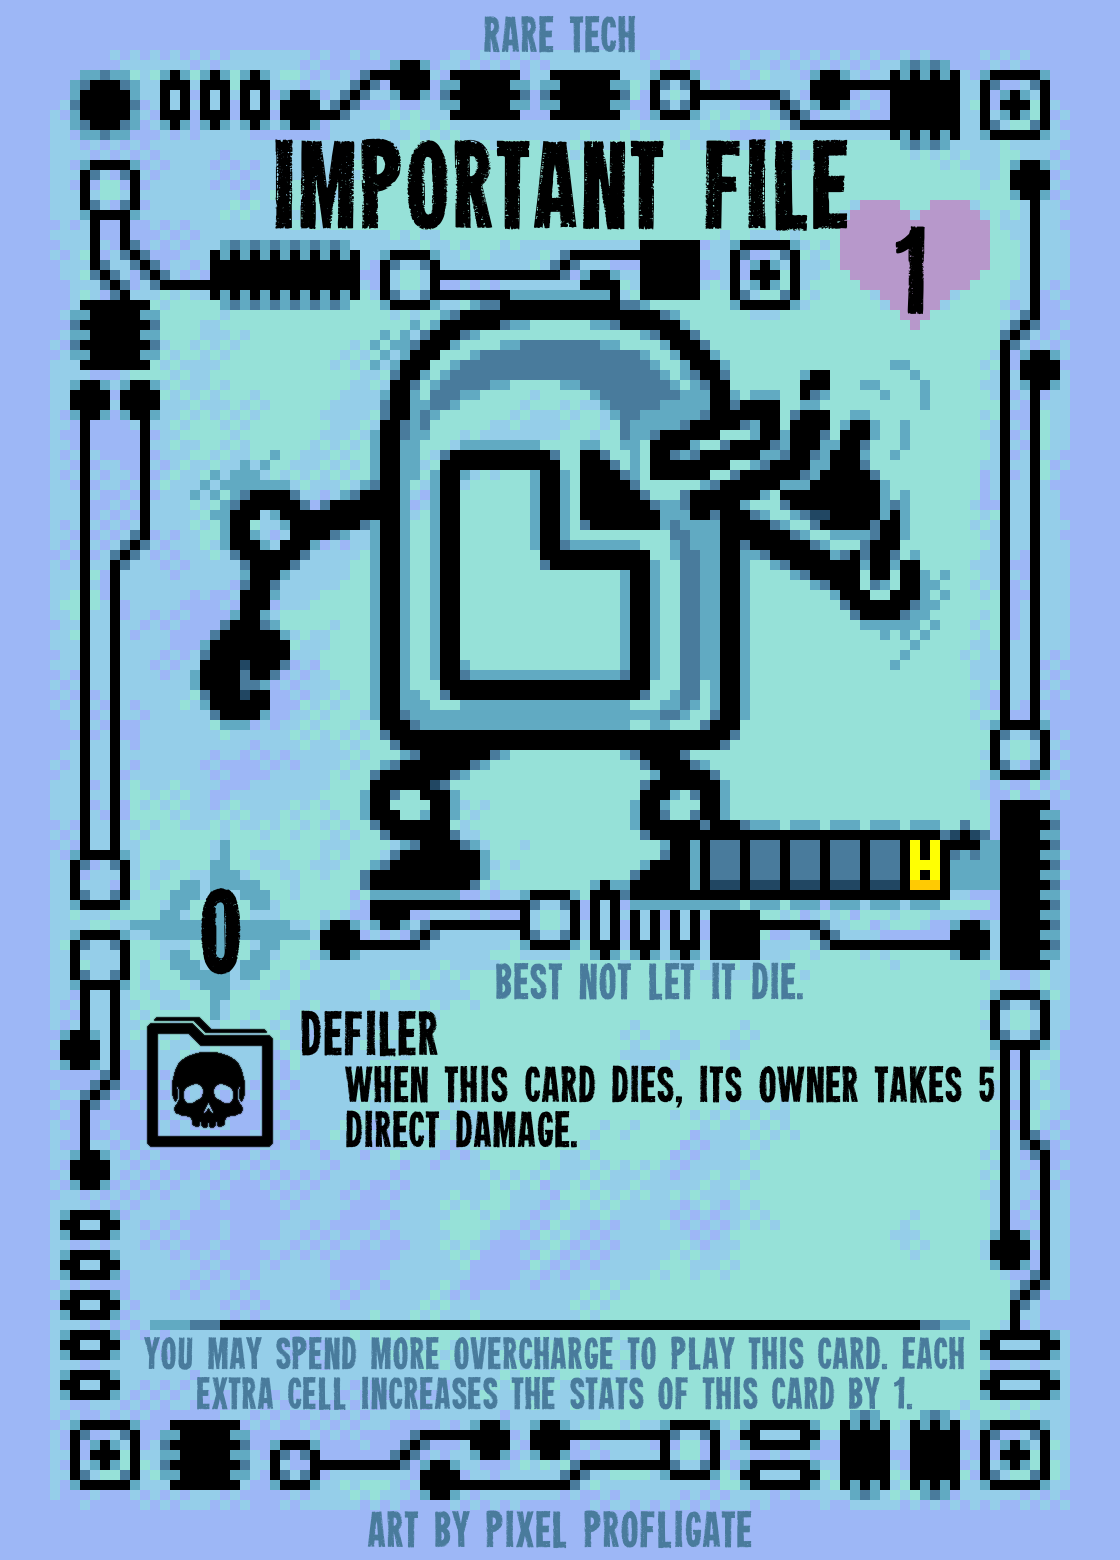 RARE TECH
IMPORTANT FILE
1
0
BEST NOT LET IT DIE.
DEFILER
WHEN THIS CARD DIES, ITS OWNER TAKES 5
DIRECT DAMAGE.
YOU MAY SPEND MORE OVERCHARGE TO PLAY THIS CARD. EACH
EXTRA CELL INCREASES THE STATS OF THIS CARD BY 1.
ART BY PIXEL PROFLIGATE